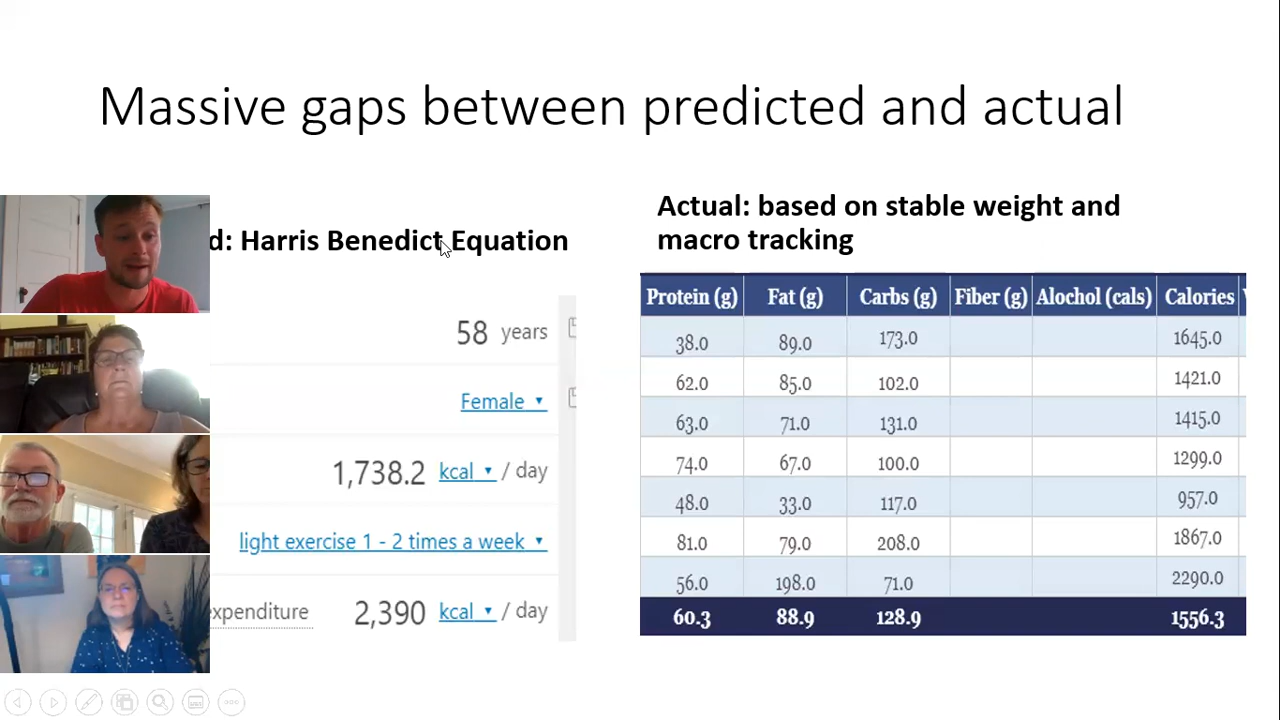 Massive gaps between predicted and actual
d: Harris Benedict Equation
58 years
Female
1,738.2 kcal / day
light exercise 1 - 2 times a week
xpenditure 2,390 kcal / day
Actual: based on stable weight and
macro tracking
Protein (g) Fat (g) Carbs (g) Fiber (g) Alochol (cals) Calories
38.0 89.0 173.0 1645.0
62.0 85.0 102.0 1421.0
63.0 71.0 131.0 1415.0
74.0 67.0 100.0 1299.0
48.0 33.0 117.0 957.0
81.0 79.0 208.0 1867.0
56.0 198.0 71.0 2290.0
60.3 88.9 128.9 1556.3